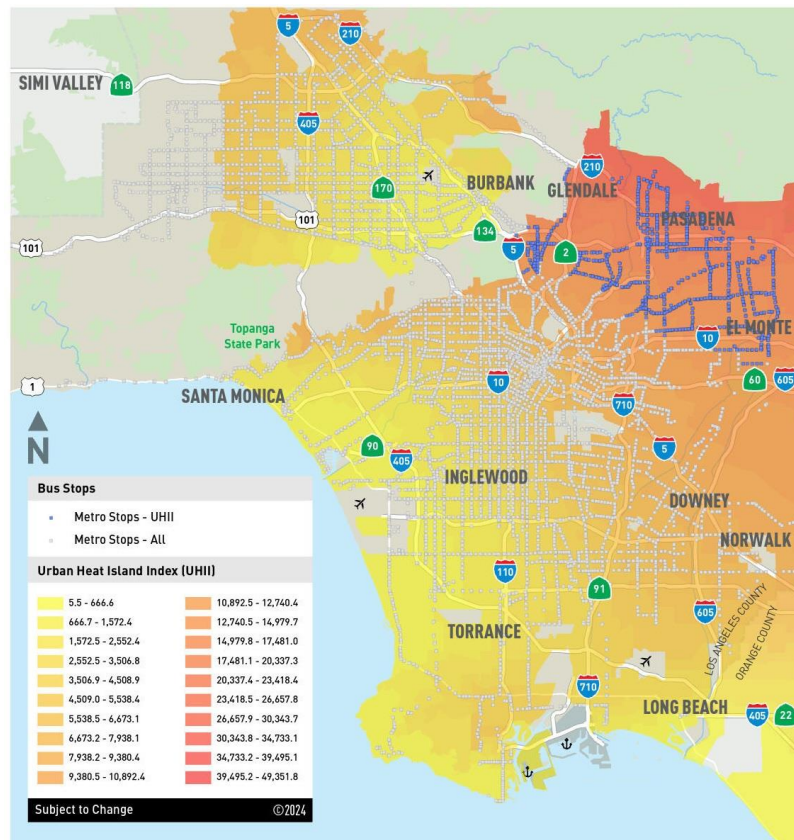 5
210
SIMI VALLEY
118
405
210
BURBANK
GLENDALE
170
PASADENA
101
134
101
5
2
Topanga
State Park
EL MONTE
10
1
SANTA MONICA
10
60
605
710
N
90
405
5
INGLEWOOD
DOWNEY
NORWALK
110
91
605
LOS ANGELES COUNTY
ORANGE COUNTY
TORRANCE
710
LONG BEACH
405
22
Bus Stops
Metro Stops - UHII
Metro Stops - All
Urban Heat Island Index (UHII)
5.5 - 666.6
666.7 - 1,572.4
1,572.5 - 2,552.4
2,552.5 - 3,506.8
3,506.9 - 4,508.9
4,509.0 - 5,538.4
5,538.5 - 6,673.1
6,673.2 - 7,938.1
7,938.2 - 9,380.4
9,380.5 - 10,892.4
10,892.5 - 12,740.4
12,740.5 - 14,979.7
14,979.8 - 17,481.0
17,481.1 - 20,337.3
20,337.4 - 23,418.4
23,418.5 - 26,657.8
26,657.9 - 30,343.7
30,343.8 - 34,733.1
34,733.2 - 39,495.1
39,495.2 - 49,351.8
Subject to Change ©2024